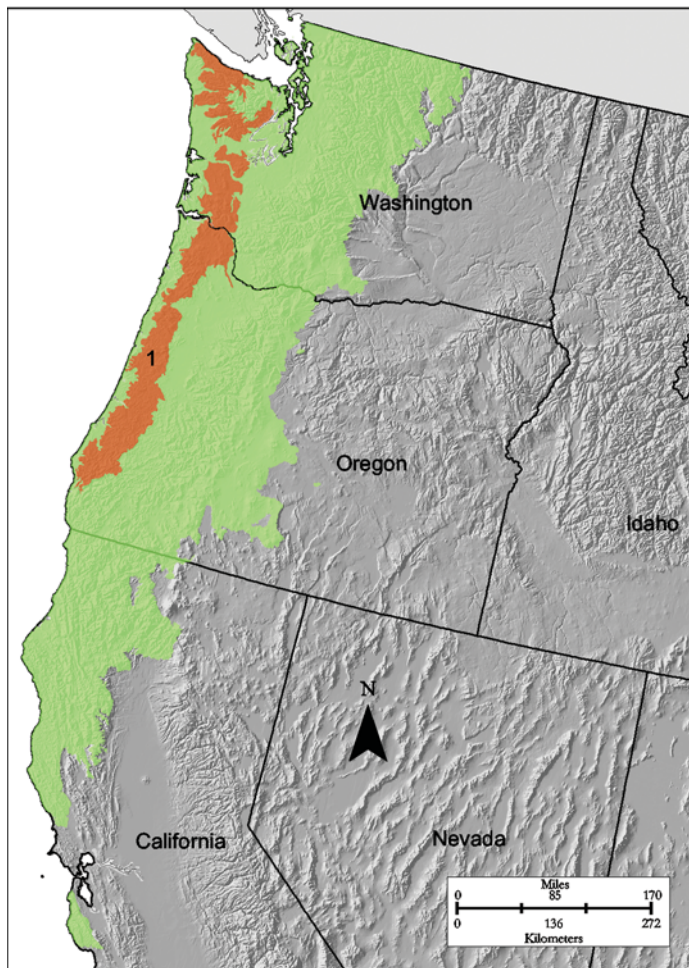 Washington
1
Oregon
Idaho
N
California
Nevada
Miles
0 85 170
0 136 272
Kilometers